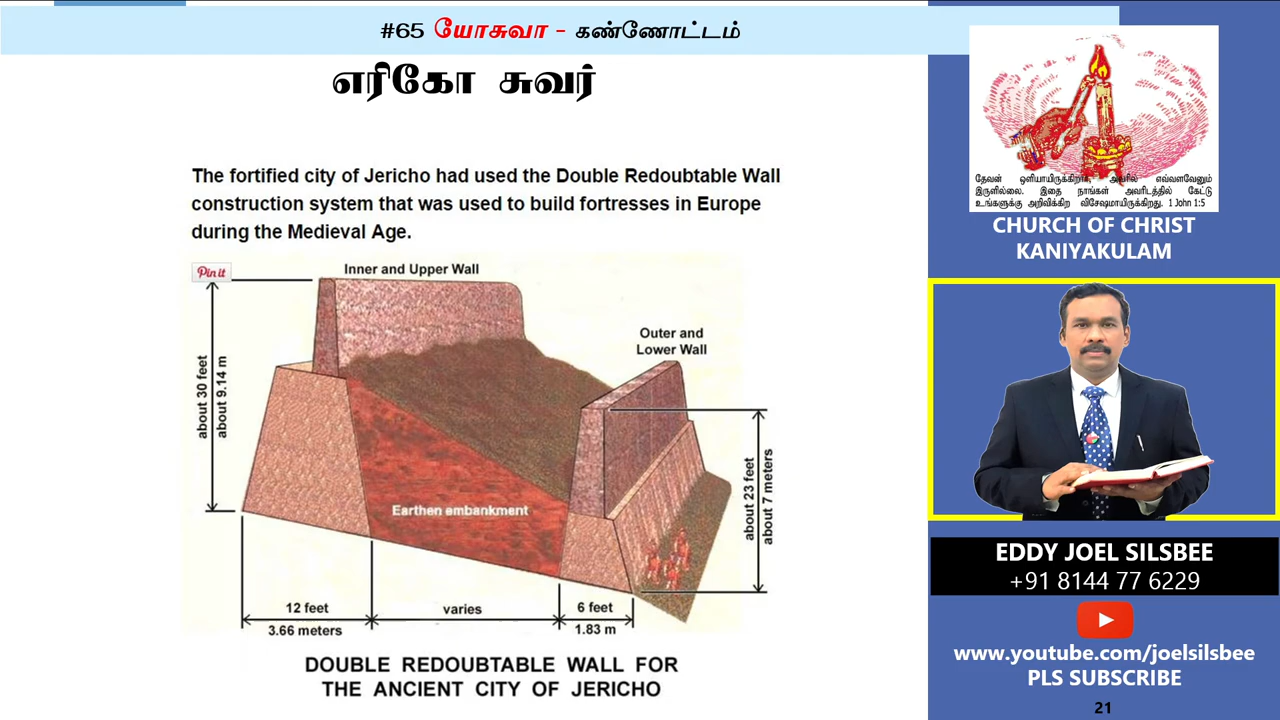 #65 யோசுவா - கண்ணோட்டம்
எரிகோ சுவர்
The fortified city of Jericho had used the Double Redoubtable Wall
construction system that was used to build fortresses in Europe
during the Medieval Age.
Pin it
Inner and Upper Wall
Outer and
Lower Wall
about 30 feet
about 9.14 m
Earthen embankment
about 23 feet
about 7 meters
12 feet
3.66 meters
varies
6 feet
1.83 m
DOUBLE REDOUBTABLE WALL FOR
THE ANCIENT CITY OF JERICHO
தேவன் ஒளியாயிருக்கிறார், அவரில் எவ்வளவேனும்
இருளில்லை. இதை நாங்கள் அவரிடத்தில் கேட்டு
உங்களுக்கு அறிவிக்கிற விசேஷமாயிருக்கிறது. 1 John 1:5
CHURCH OF CHRIST
KANIYAKULAM
EDDY JOEL SILSBEE
+91 8144 77 6229
www.youtube.com/joelsilsbee
PLS SUBSCRIBE
21